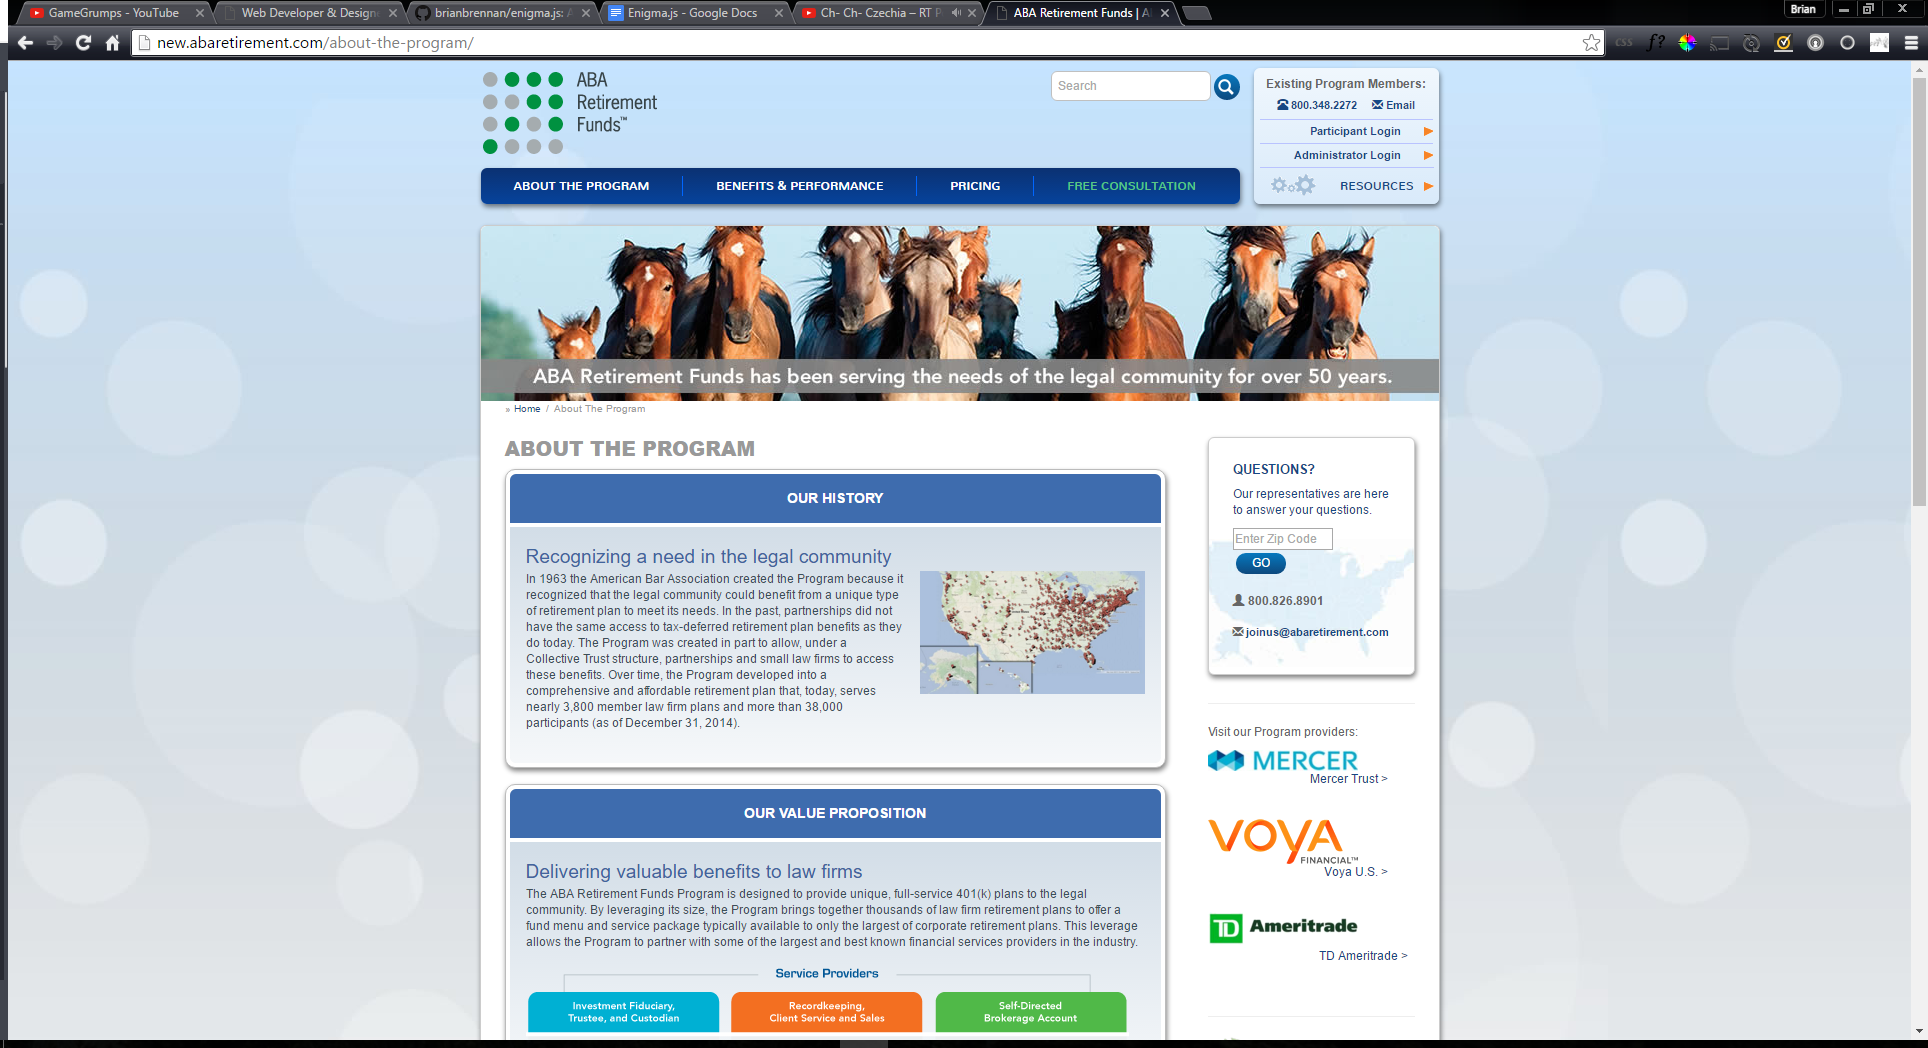 GameGrumps - YouTube
Web Developer & Designe
brianbrennan/enigma.js:
Enigma.js - Google Docs
Ch- Ch- Czechia – RT P
ABA Retirement Funds |
Brian
new.abaretirement.com/about-the-program/
ABA
Retirement
Funds™
Search
Existing Program Members:
800.348.2272 Email
Participant Login
Administrator Login
RESOURCES
ABOUT THE PROGRAM
BENEFITS & PERFORMANCE
PRICING
FREE CONSULTATION
ABA Retirement Funds has been serving the needs of the legal community for over 50 years.
» Home / About The Program
ABOUT THE PROGRAM
OUR HISTORY
Recognizing a need in the legal community
In 1963 the American Bar Association created the Program because it
recognized that the legal community could benefit from a unique type
of retirement plan to meet its needs. In the past, partnerships did not
have the same access to tax-deferred retirement plan benefits as they
do today. The Program was created in part to allow, under a
Collective Trust structure, partnerships and small law firms to access
these benefits. Over time, the Program developed into a
comprehensive and affordable retirement plan that, today, serves
nearly 3,800 member law firm plans and more than 38,000
participants (as of December 31, 2014).
OUR VALUE PROPOSITION
Delivering valuable benefits to law firms
The ABA Retirement Funds Program is designed to provide unique, full-service 401(k) plans to the legal
community. By leveraging its size, the Program brings together thousands of law firm retirement plans to offer a
fund menu and service package typically available to only the largest of corporate retirement plans. This leverage
allows the Program to partner with some of the largest and best known financial services providers in the industry.
Service Providers
Investment Fiduciary,
Trustee, and Custodian
Recordkeeping,
Client Service and Sales
Self-Directed
Brokerage Account
QUESTIONS?
Our representatives are here
to answer your questions.
Enter Zip Code
GO
800.826.8901
joinus@abaretirement.com
Visit our Program providers:
MERCER
Mercer Trust >
VOYA
FINANCIAL™
Voya U.S. >
TD Ameritrade
TD Ameritrade >